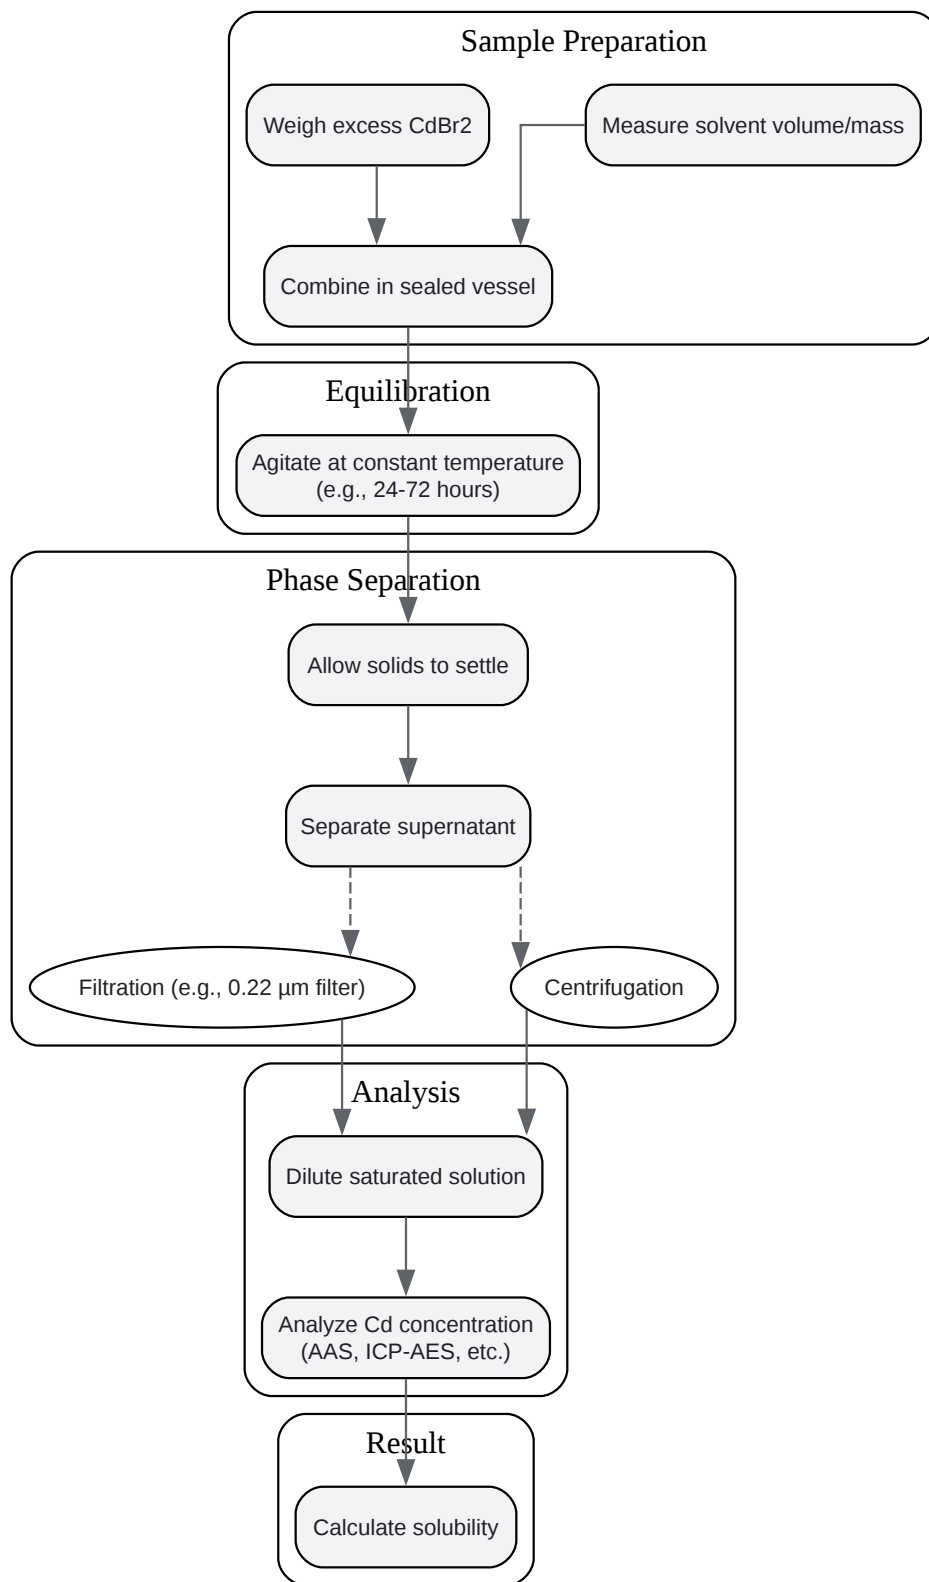 Sample Preparation
Weigh excess CdBr2
Measure solvent volume/mass
Combine in sealed vessel
Equilibration
Agitate at constant temperature
(e.g., 24-72 hours)
Phase Separation
Allow solids to settle
Separate supernatant
Filtration (e.g., 0.22 µm filter)
Centrifugation
Analysis
Dilute saturated solution
Analyze Cd concentration
(AAS, ICP-AES, etc.)
Result
Calculate solubility